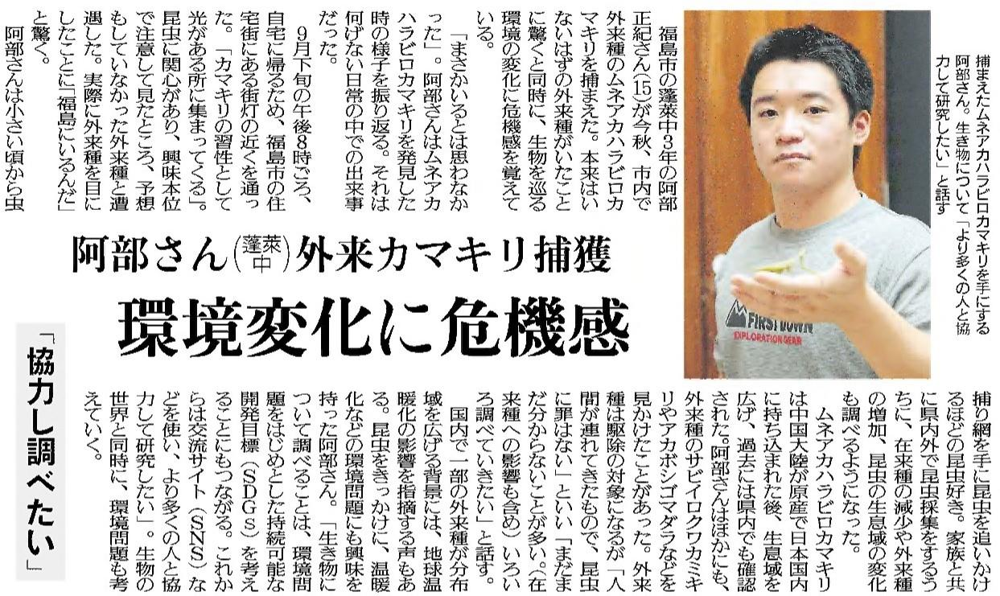 捕まえたムネアカハラビロカマキリを手にする
阿部さん。生き物について「より多くの人と協
力して研究したい」と話す
FIRSTDOWN
EXPLORATION GEAR
阿部さん(蓬萊中)外来カマキリ捕獲
環境変化に危機感
「協力し調べたい」
福島市の蓬萊中3年の阿部
正紀さん(15)が今秋、市内で
外来種のムネアカハラビロカ
マキリを捕まえた。本来はい
ないはずの外来種がいたこと
に驚くと同時に、生物を巡る
環境の変化に危機感を覚えて
いる。
「まさかいるとは思わなか
った」。阿部さんはムネアカ
ハラビロカマキリを発見した
時の様子を振り返る。それは
何げない日常の中での出来事
だった。
9月下旬の午後8時ごろ、
自宅に帰るため、福島市の住
宅街にある街灯の近くを通っ
た。「カマキリの習性として
光がある所に集まってくる」。
昆虫に関心があり、興味本位
で注意して見たところ、予想
もしていなかった外来種と遭
遇した。実際に外来種を目に
したことに「福島にいるんだ」
と驚く。
阿部さんは小さい頃から虫
捕り網を手に昆虫を追いかけ
るほどの昆虫好き。家族と共
に県内外で昆虫採集をするう
ちに、在来種の減少や外来種
の増加、昆虫の生息域の変化
も調べるようになった。
ムネアカハラビロカマキリ
は中国大陸が原産で日本国内
に持ち込まれた後、生息域を
広げ、過去には県内でも確認
された。阿部さんはほかにも、
外来種のサビイロクワカミキ
リやアカボシゴマダラなどを
見かけたことがあった。外来
種は駆除の対象になるが「人
間が連れてきたもので、昆虫
に罪はない」といい「まだま
だ分からないことが多い。(在
来種への影響も含め)いろい
ろ調べていきたい」と話す。
国内で一部の外来種が分布
域を広げる背景には、地球温
暖化の影響を指摘する声もあ
る。昆虫をきっかけに、温暖
化などの環境問題にも興味を
持った阿部さん。「生き物に
ついて調べることは、環境問
題をはじめとした持続可能な
開発目標(SDGs)を考え
ることにもつながる。これか
らは交流サイト(SNS)な
どを使い、より多くの人と協
力して研究したい」。生物の
世界と同時に、環境問題も考
えていく。